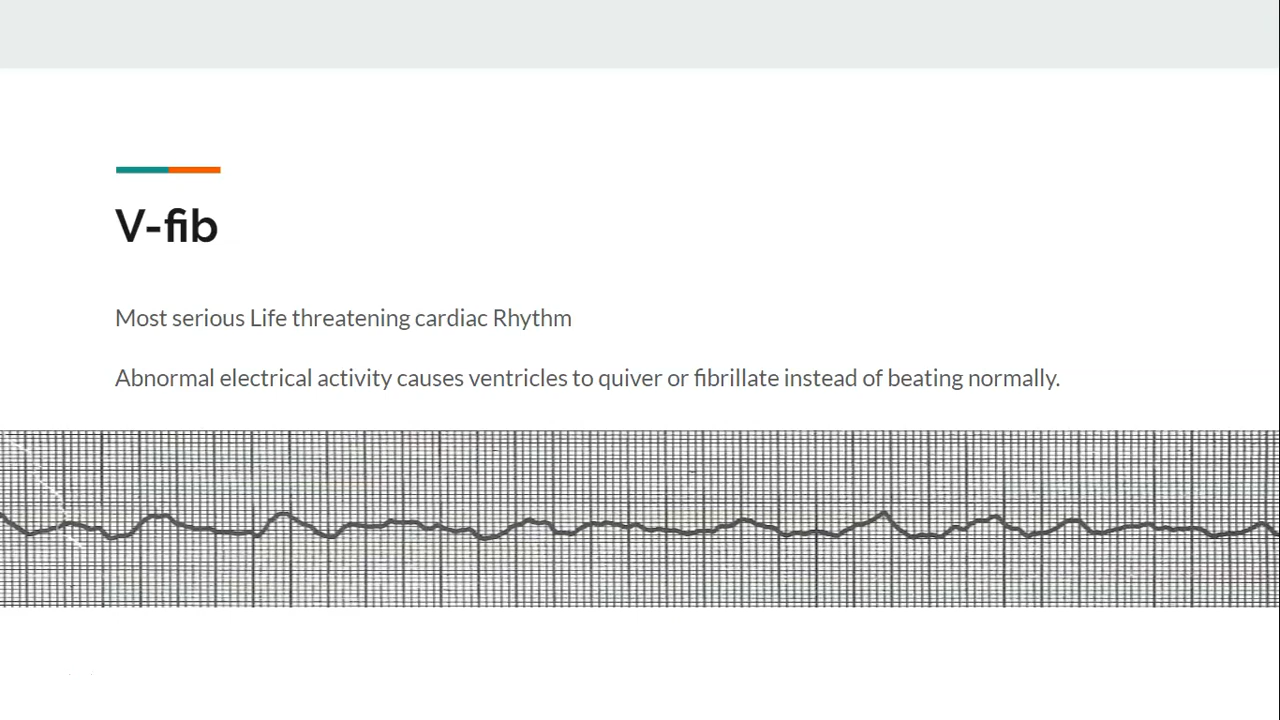 V-fib
Most serious Life threatening cardiac Rhythm
Abnormal electrical activity causes ventricles to quiver or fibrillate instead of beating normally.